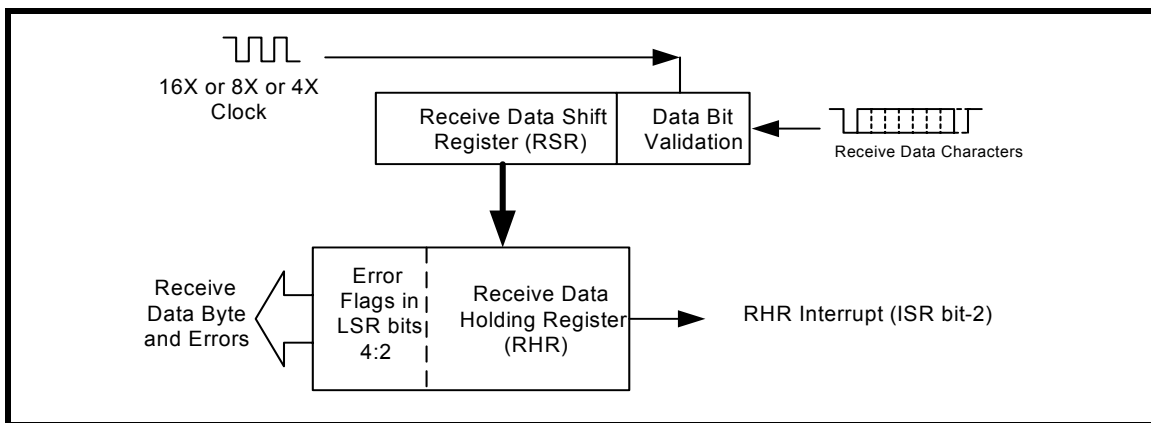 16X or 8X or 4X
Clock
Receive Data Shift
Register (RSR)
Data Bit
Validation
Receive Data Characters
Receive
Data Byte
and Errors
Error
Flags in
LSR bits
4:2
Receive Data
Holding Register
(RHR)
RHR Interrupt (ISR bit-2)